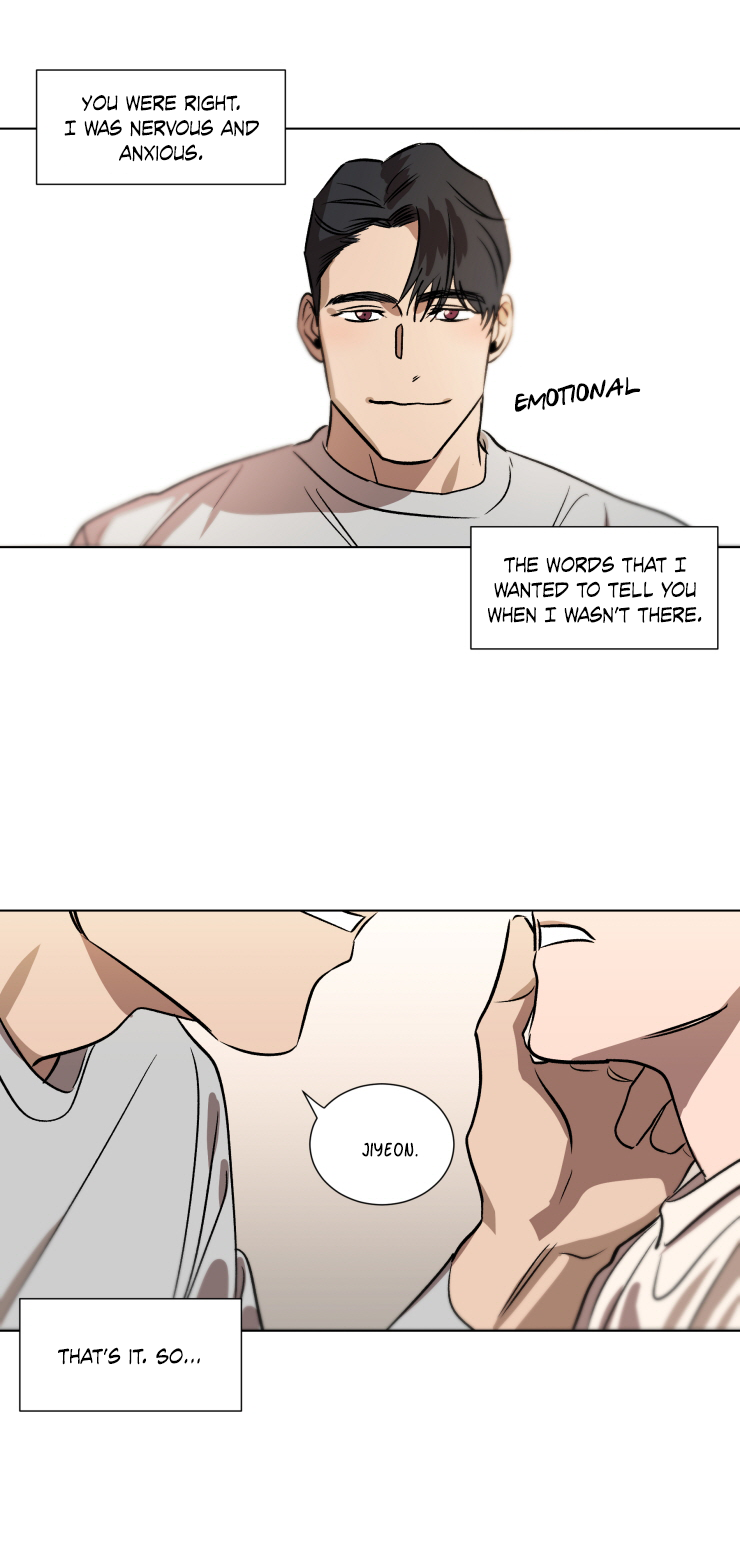 YOU WERE RIGHT.
I WAS NERVOUS AND
ANXIOUS.
EMOTIONAL
THE WORDS THAT I
WANTED TO TELL YOU
WHEN I WASN'T THERE.
JIYEON.
THAT'S IT. SO...